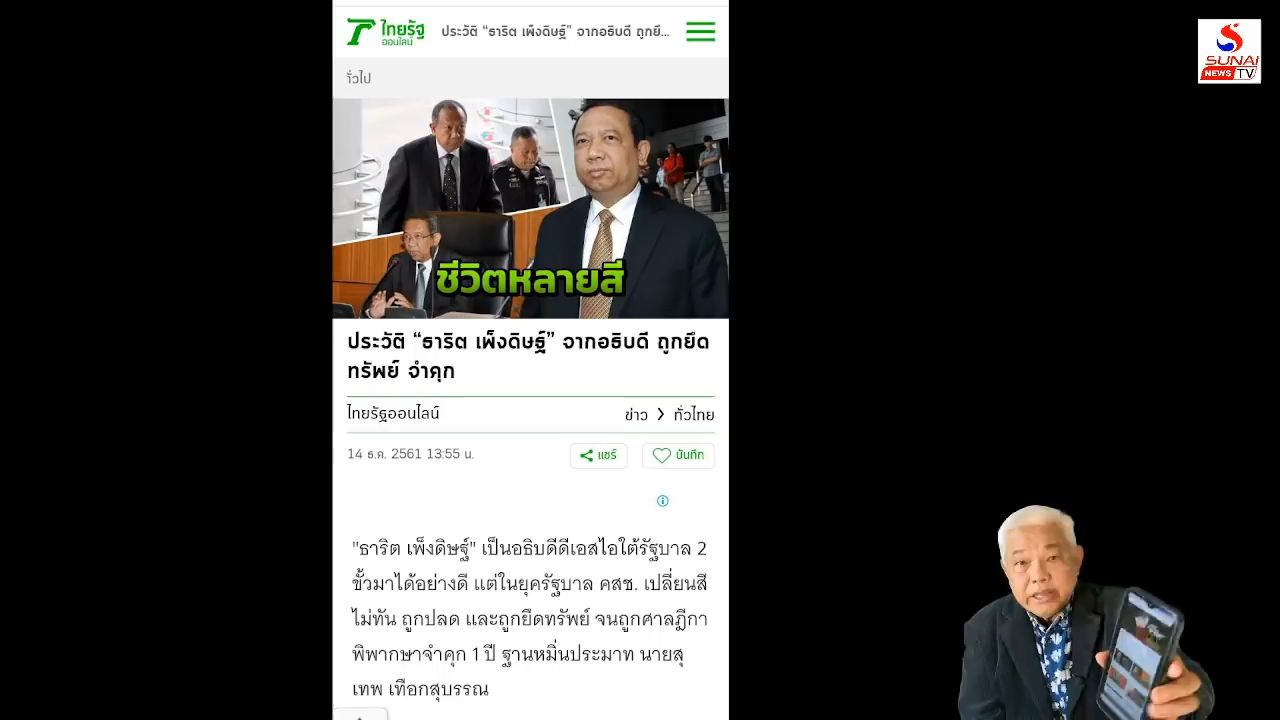 ไทยรัฐ
ออนไลน์
ประวัติ “ธาริต เพ็งดิษฐ์” จากอธิบดี ถูกยึ...
SUNAI
NEWS TV
ทั่วไป
ชีวิตหลายสี
ประวัติ “ธาริต เพ็งดิษฐ์” จากอธิบดี ถูกยึด
ทรัพย์ จำคุก
ไทยรัฐออนไลน์
ข่าว > ทั่วไทย
14 ธ.ค. 2561 13:55 น.
แชร์
บันทึก
"ธาริต เพ็งดิษฐ์" เป็นอธิบดีดีเอสไอใต้รัฐบาล 2
ขั้วมาได้อย่างดี แต่ในยุครัฐบาล คสช. เปลี่ยนสี
ไม่ทัน ถูกปลด และถูกยึดทรัพย์ จนถูกศาลฎีกา
พิพากษาจำคุก 1 ปี ฐานหมิ่นประมาท นายสุ
เทพ เทือกสุบรรณ